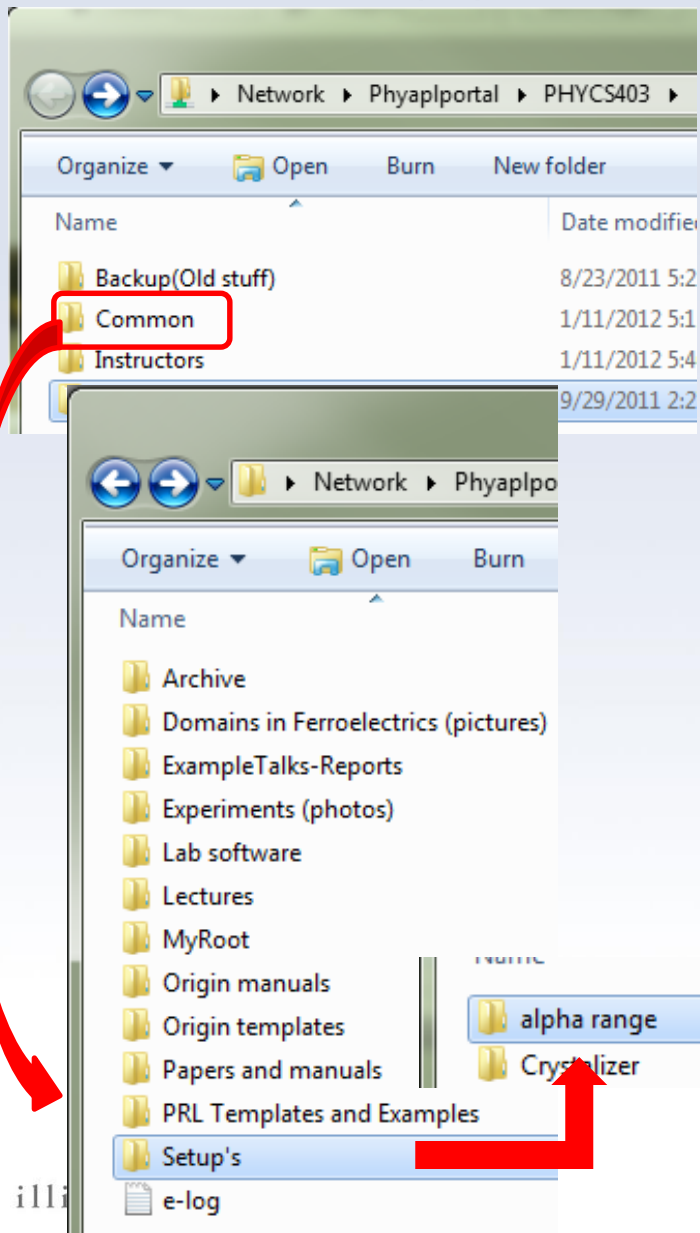 Network ▸ Phyaplportal ▸ PHYCS403 ▸
Organize ▾ Open Burn New folder
Name Date modifie
Backup(Old stuff) 8/23/2011 5:2
Common 1/11/2012 5:1
Instructors 1/11/2012 5:4
9/29/2011 2:2
Network ▸ Phyaplpo
Organize ▾ Open Burn
Name
Archive
Domains in Ferroelectrics (pictures)
ExampleTalks-Reports
Experiments (photos)
Lab software
Lectures
MyRoot
Origin manuals
Origin templates
Papers and manuals
PRL Templates and Examples
Setup's
e-log
Name
alpha range
Crystalizer
illi